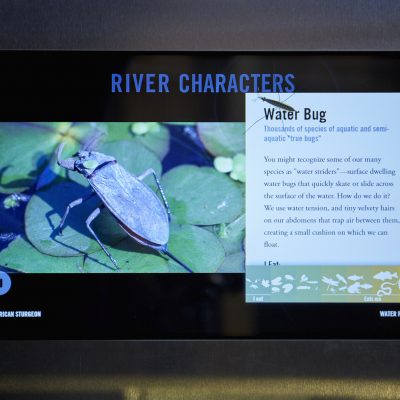 RIVER CHARACTERS
Water Bug
Thousands of species of aquatic and semi-
aquatic "true bugs"
You might recognize some of our many
species as "water striders"—surface dwelling
water bugs that quickly skate or slide across
the surface of the water. How do we do it?
We use water tension, and tiny velvety hairs
on our abdomens that trap air between them,
creating a small cushion on which we can
float.
I Eat:
I eat
Eats me
RICAN STURGEON
WATER